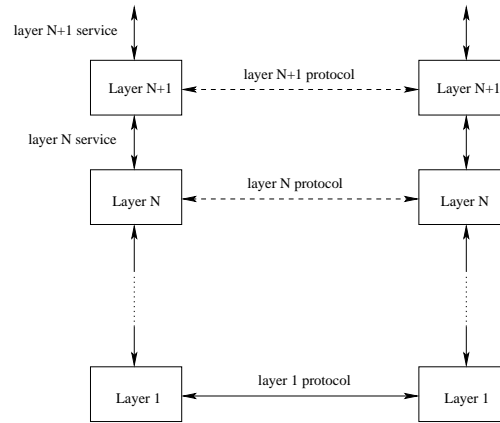 layer N+1 service
Layer N+1
layer N+1 protocol
Layer N+1
layer N service
Layer N
layer N protocol
Layer N
Layer 1
layer 1 protocol
Layer 1